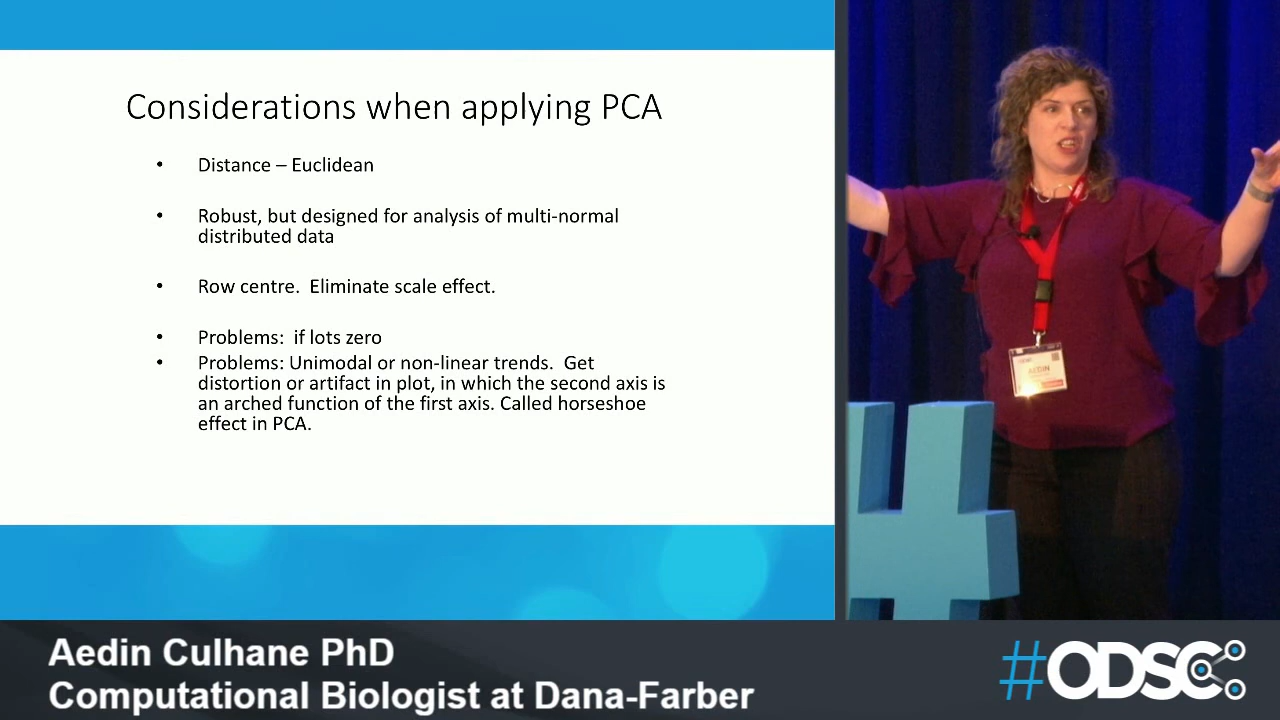 Considerations when applying PCA
• Distance – Euclidean
• Robust, but designed for analysis of multi-normal
distributed data
• Row centre.  Eliminate scale effect.
• Problems:  if lots zero
• Problems: Unimodal or non-linear trends.  Get
distortion or artifact in plot, in which the second axis is
an arched function of the first axis. Called horseshoe
effect in PCA.
AEDIN
Aedin Culhane PhD
Computational Biologist at Dana-Farber
#ODSC